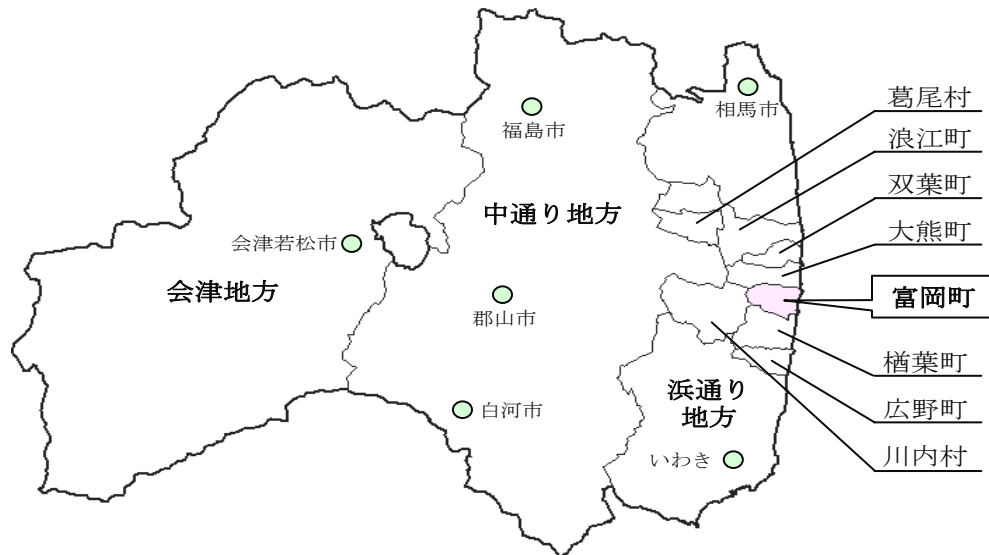 相馬市
福島市
中通り地方
会津若松市
会津地方
郡山市
白河市
浜通り
地方
いわき
葛尾村
浪江町
双葉町
大熊町
富岡町
楢葉町
広野町
川内村